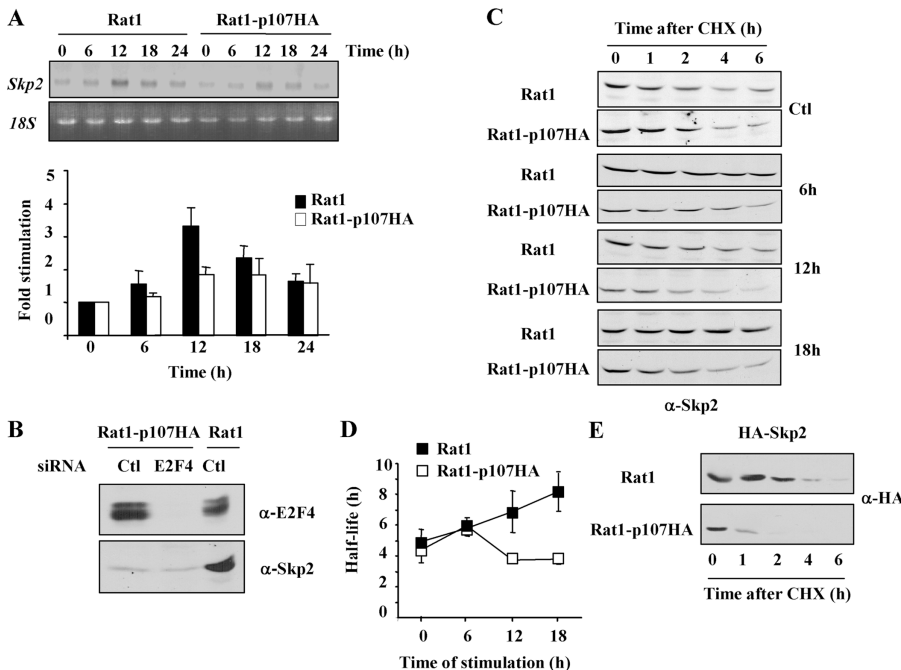 A
Rat1 Rat1-p107HA
0 6 12 18 24 0 6 12 18 24 Time (h)
Skp2
18S
5
4
3
2
1
0
Fold stimulation
Rat1
Rat1-p107HA
0 6 12 18 24
Time (h)
B
Rat1-p107HA Rat1
siRNA Ctl E2F4 Ctl
α-E2F4
α-Skp2
C
Time after CHX (h)
0 1 2 4 6
Rat1
Rat1-p107HA
Ctl
Rat1
Rat1-p107HA
6h
Rat1
Rat1-p107HA
12h
Rat1
Rat1-p107HA
18h
α-Skp2
D
Rat1
Rat1-p107HA
10
8
6
4
2
0
Half-life (h)
0 6 12 18
Time of stimulation (h)
E
HA-Skp2
Rat1
Rat1-p107HA
α-HA
0 1 2 4 6
Time after CHX (h)